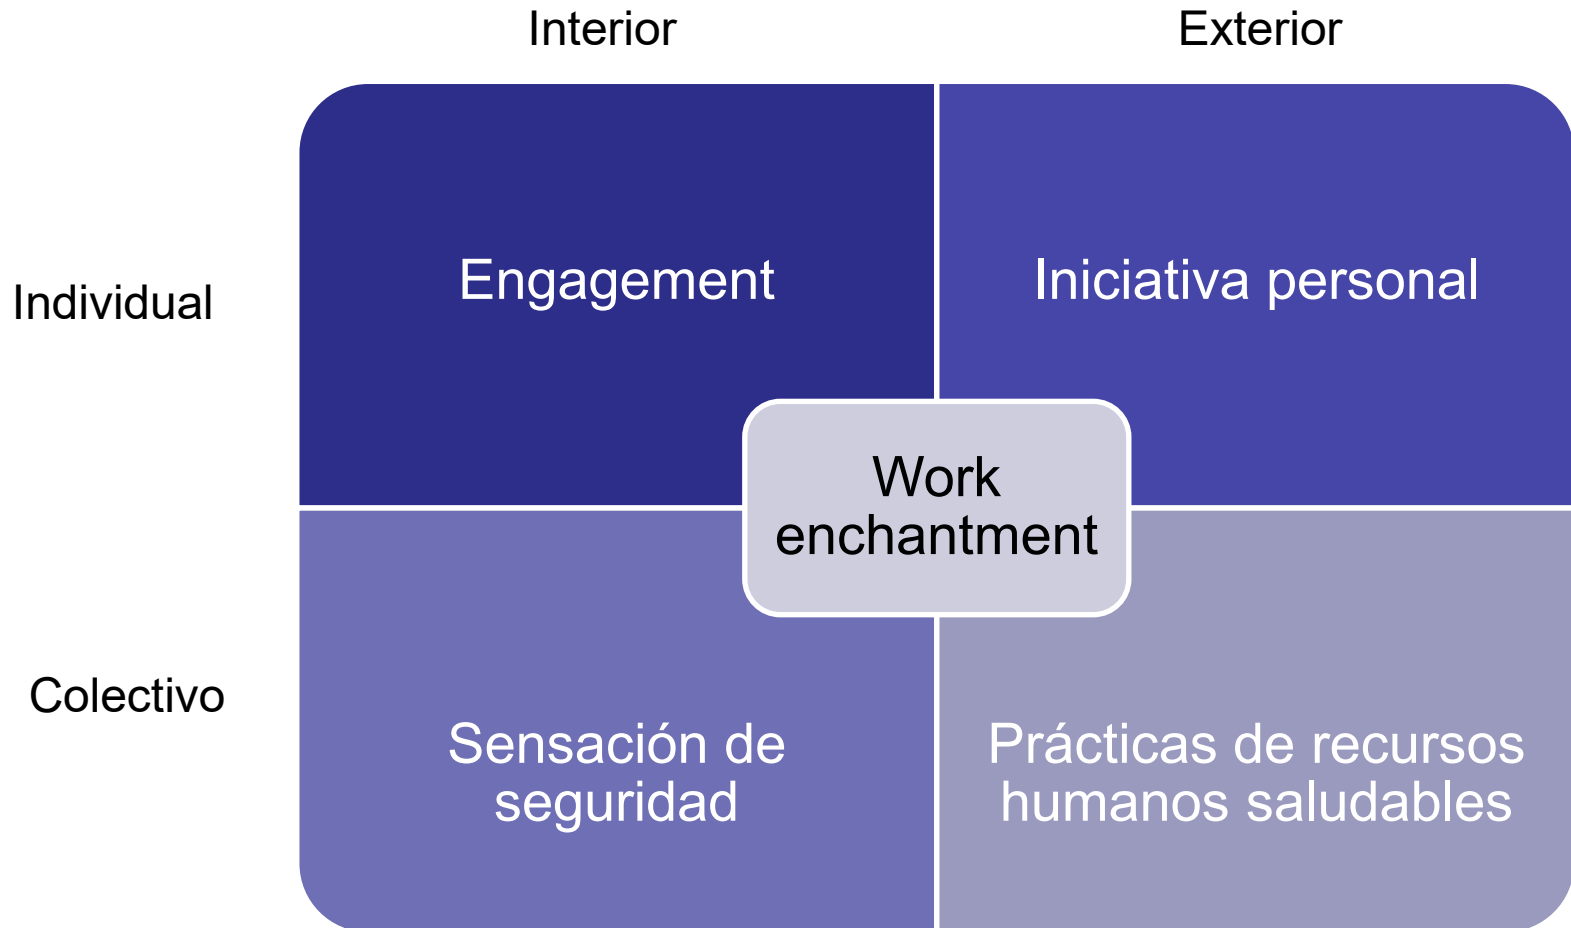 Interior
Exterior
Individual
Engagement
Iniciativa personal
Work
enchantment
Colectivo
Sensación de
seguridad
Prácticas de recursos
humanos saludables